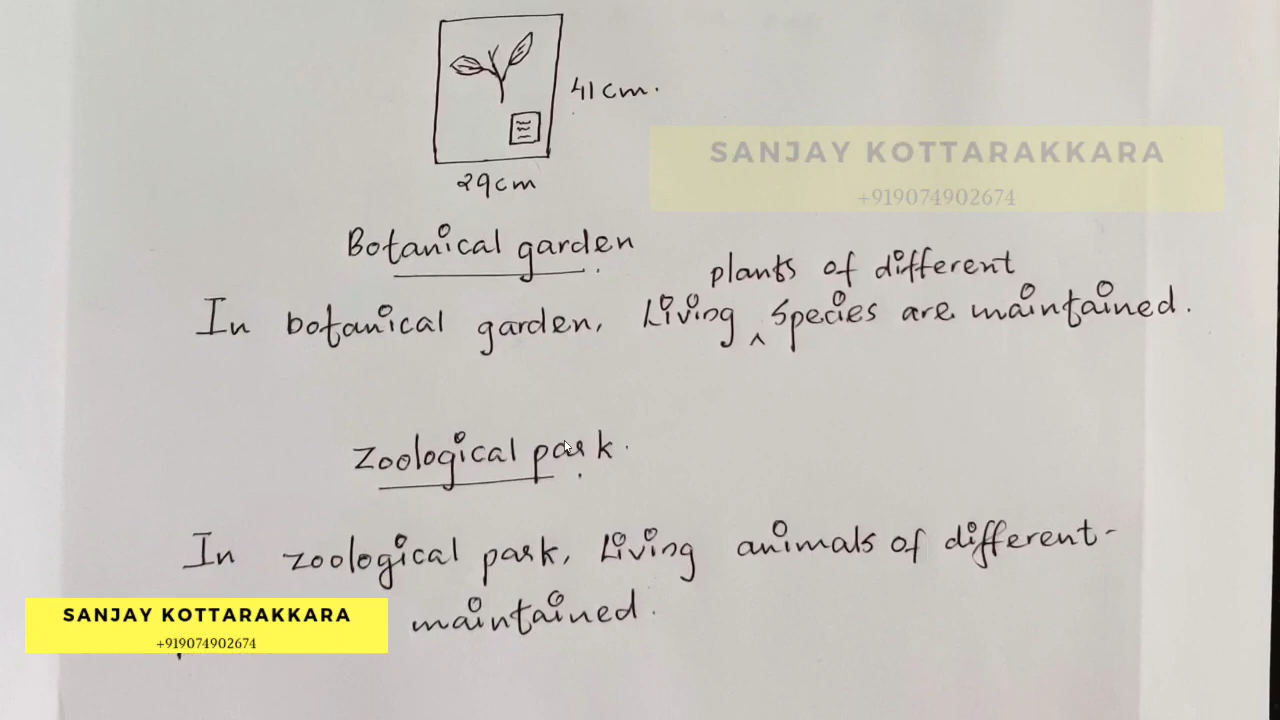 41cm.
SANJAY KOTTARAKKARA
+919074902674
29cm
Botanical garden
plants of different
In botanical garden, Living ^ Species are maintained.
Zoological park.
In zoological park, Living animals of different-
maintained.
SANJAY KOTTARAKKARA
+919074902674